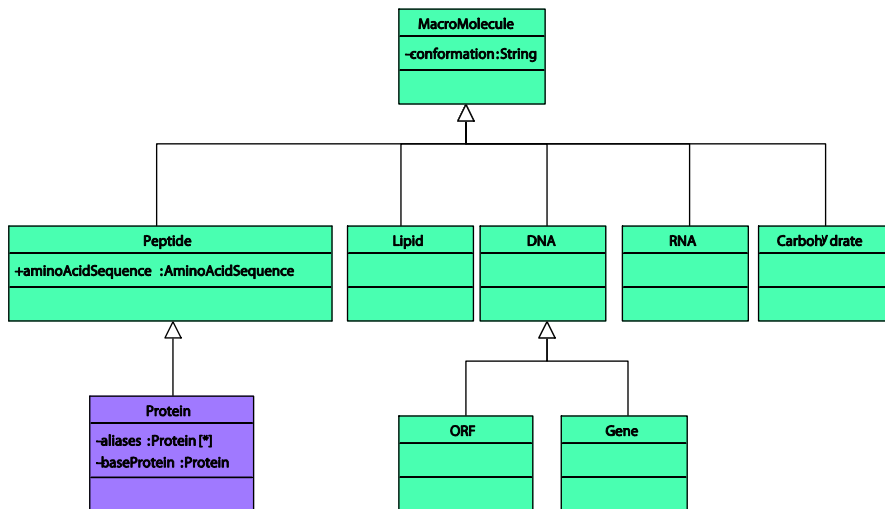 MacroMolecule
-conformation:String
Peptide
Lipid
DNA
RNA
Carbohydrate
+aminoAcidSequence :AminoAcidSequence
Protein
ORF
Gene
-aliases :Protein [*]
-baseProtein :Protein